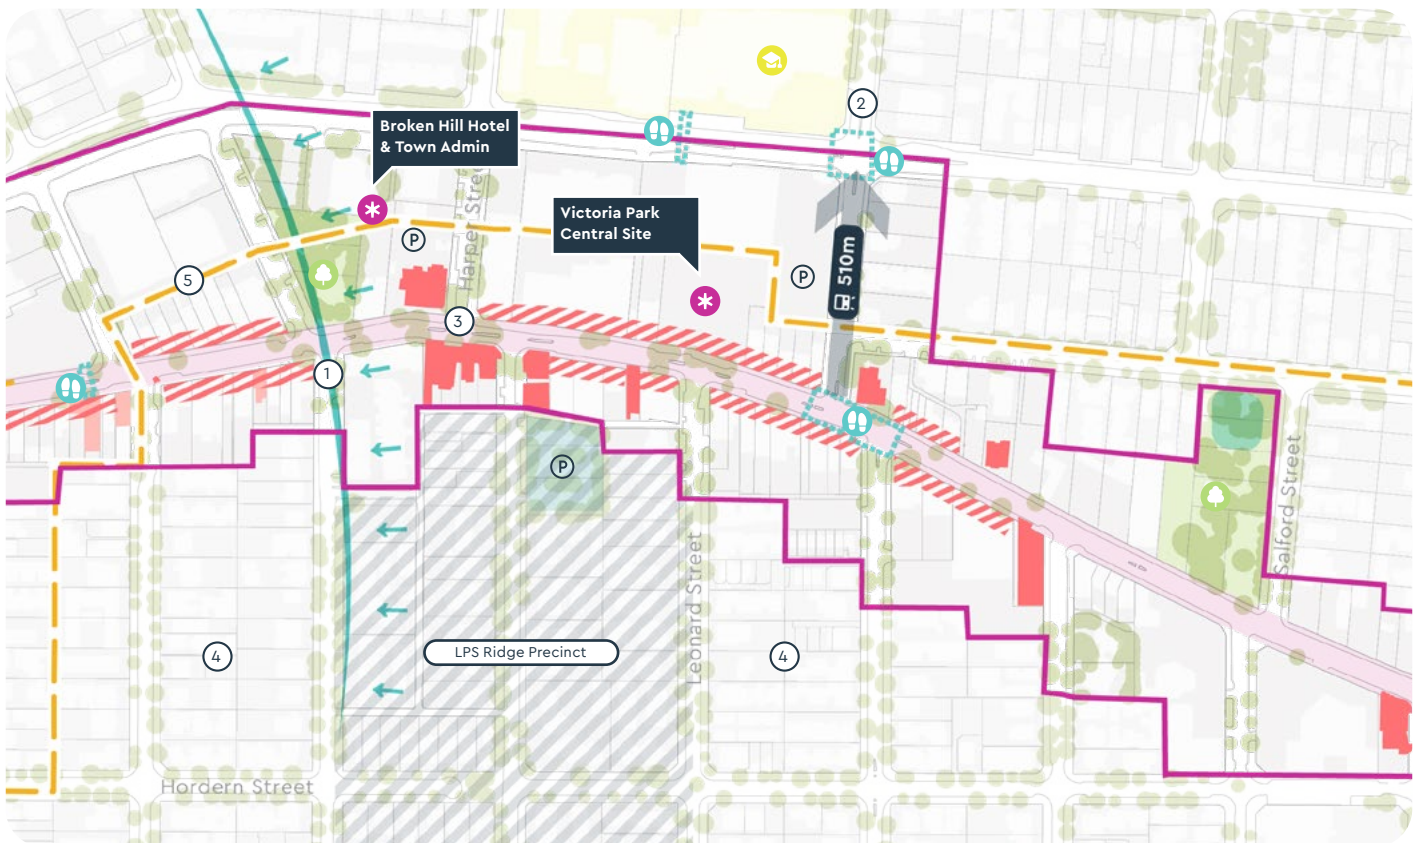 2
Broken Hill Hotel
& Town Admin
Harper Street
Victoria Park
Central Site
P
P
510m
5
3
1
P
Salford Street
Leonard Street
4
LPS Ridge Precinct
4
Hordern Street